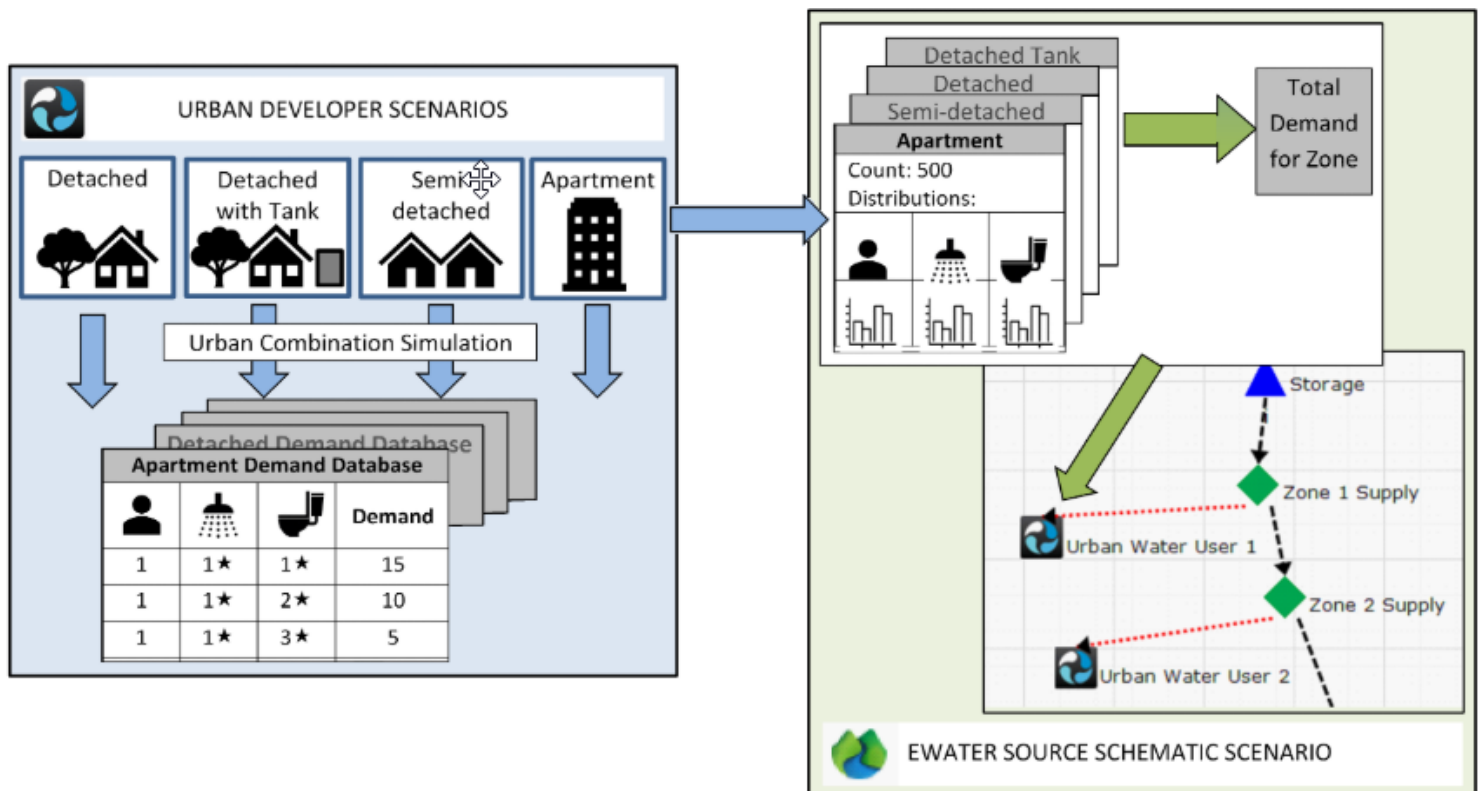 URBAN DEVELOPER SCENARIOS
Detached
Detached
with Tank
Semi
detached
Apartment
Urban Combination Simulation
Detached Demand Database
Apartment Demand Database
Demand
1 1★ 1★ 15
1 1★ 2★ 10
1 1★ 3★ 5
Detached Tank
Detached
Semi-detached
Apartment
Count: 500
Distributions:
Total
Demand
for Zone
Storage
Zone 1 Supply
Urban Water User 1
Zone 2 Supply
Urban Water User 2
EWATER SOURCE SCHEMATIC SCENARIO